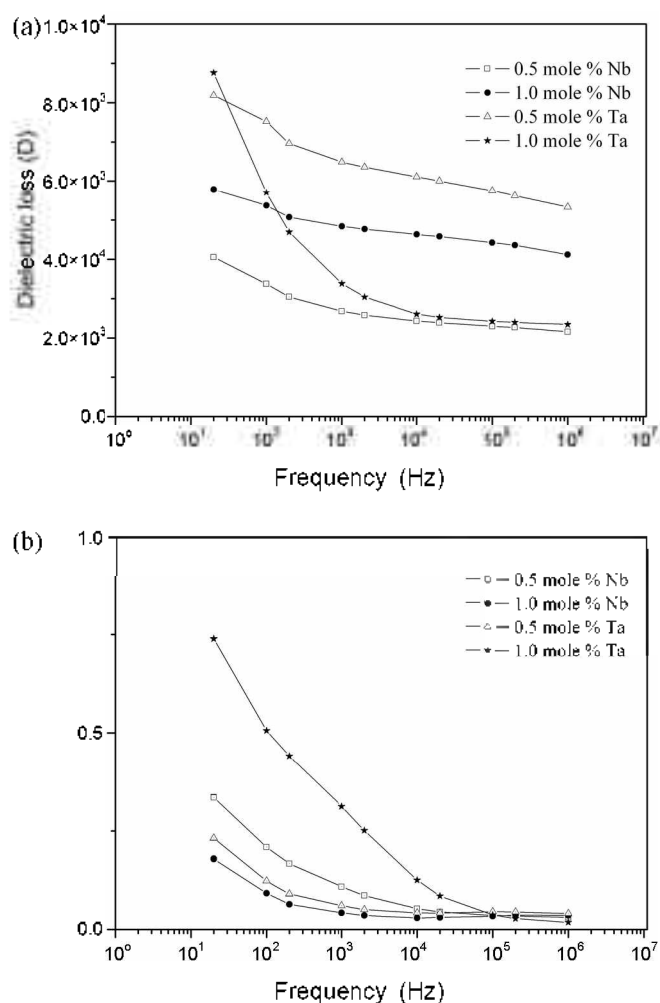 (a)
1.0×10⁴
8.0×10³
6.0×10³
4.0×10⁴
2.0×10³
0.0
Dielectric loss (D)
0.5 mole % Nb
1.0 mole % Nb
0.5 mole % Ta
1.0 mole % Ta
10⁰ 10¹ 10² 10³ 10⁴ 10⁵ 10⁶ 10⁷
Frequency (Hz)
(b)
1.0
0.5
0.0
0.5 mole % Nb
1.0 mole % Nb
0.5 mole % Ta
1.0 mole % Ta
10⁰ 10¹ 10² 10³ 10⁴ 10⁵ 10⁶ 10⁷
Frequency (Hz)